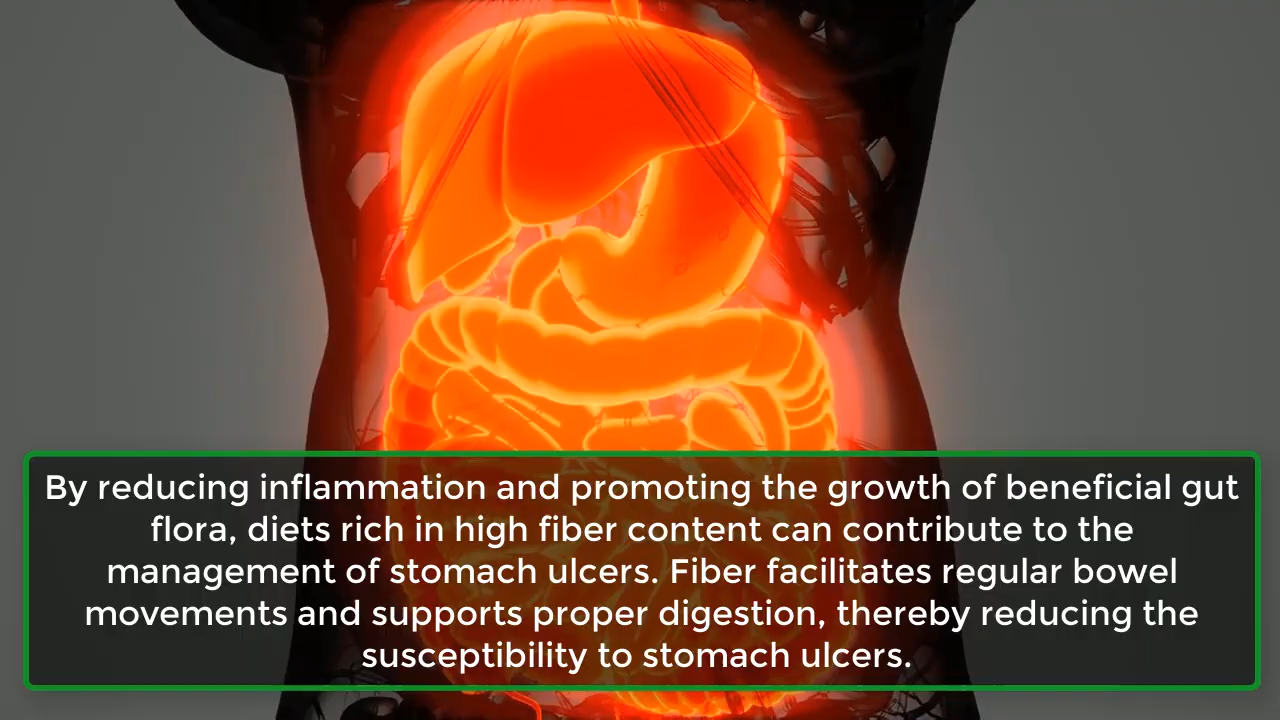 By reducing inflammation and promoting the growth of beneficial gut
flora, diets rich in high fiber content can contribute to the
management of stomach ulcers. Fiber facilitates regular bowel
movements and supports proper digestion, thereby reducing the
susceptibility to stomach ulcers.